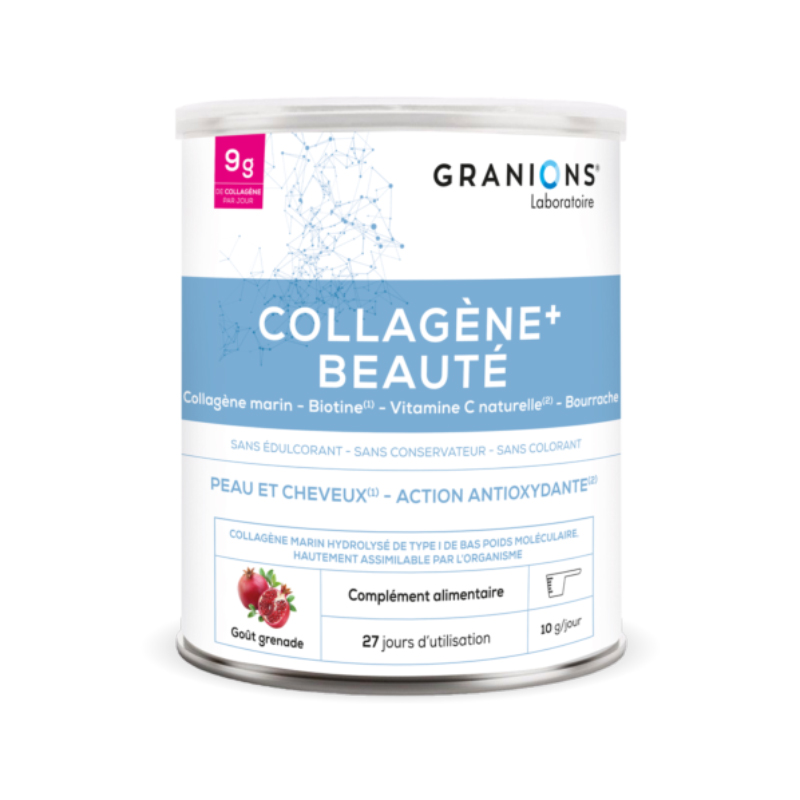 9g
DE COLLAGÈNE
PAR JOUR
GRANIONS®
Laboratoire
COLLAGÈNE+
BEAUTÉ
Collagène marin - Biotine(1) - Vitamine C naturelle(2) - Bourrache
SANS ÉDULCORANT - SANS CONSERVATEUR - SANS COLORANT
PEAU ET CHEVEUX(1) - ACTION ANTIOXYDANTE(2)
COLLAGÈNE MARIN HYDROLYSÉ DE TYPE I DE BAS POIDS MOLÉCULAIRE,
HAUTEMENT ASSIMILABLE PAR L'ORGANISME
Goût grenade
Complément alimentaire
27 jours d'utilisation
10 g/jour